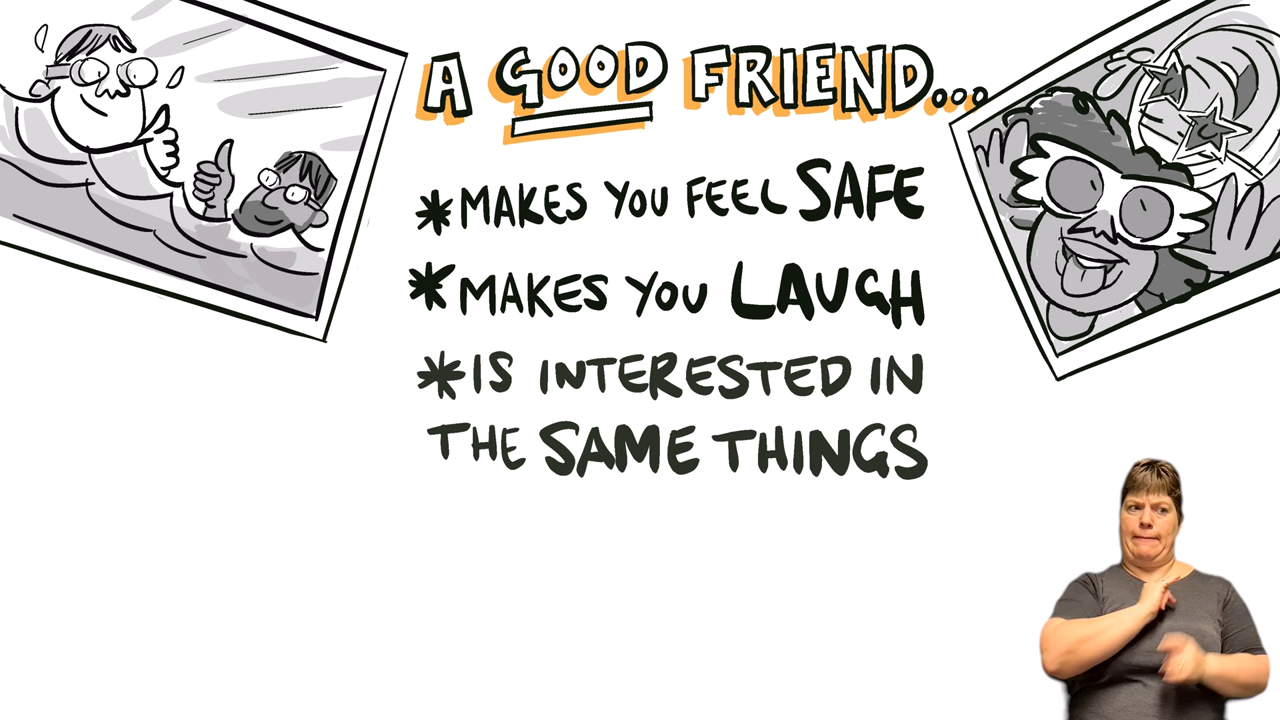 A GOOD FRIEND...
*MAKES YOU FEEL SAFE
*MAKES YOU LAUGH
*IS INTERESTED IN
THE SAME THINGS